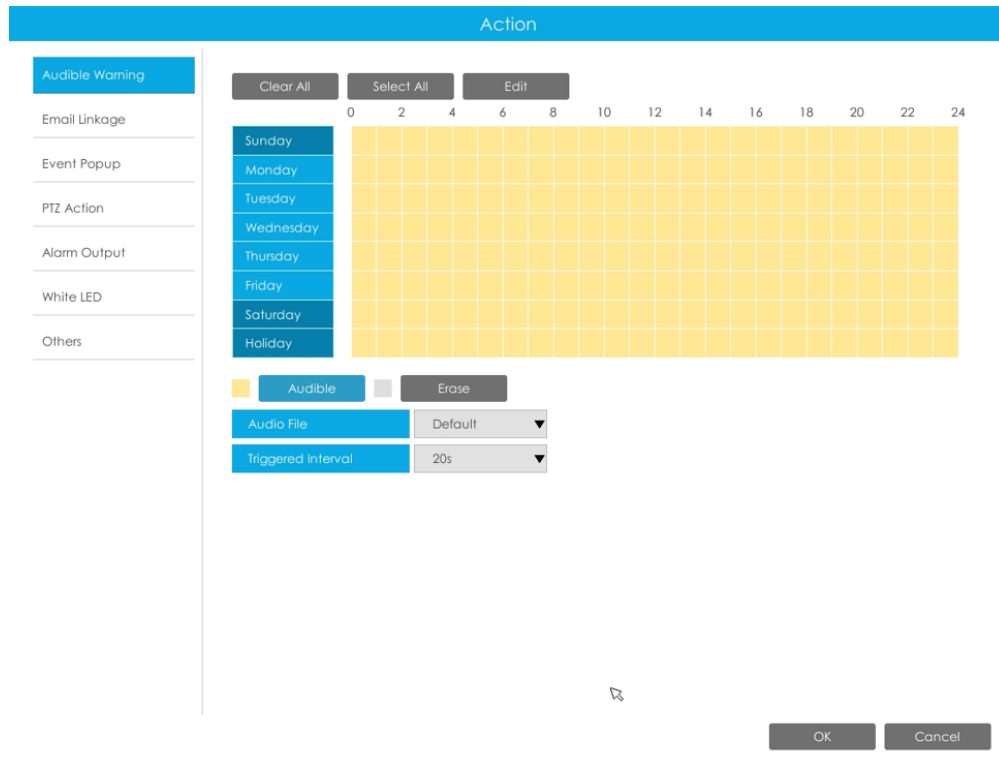 Action
Audible Warning
Email Linkage
Event Popup
PTZ Action
Alarm Output
White LED
Others
Clear All Select All Edit
0 2 4 6 8 10 12 14 16 18 20 22 24
Sunday
Monday
Tuesday
Wednesday
Thursday
Friday
Saturday
Holiday
Audible Erase
Audio File Default
Triggered Interval 20s
OK Cancel